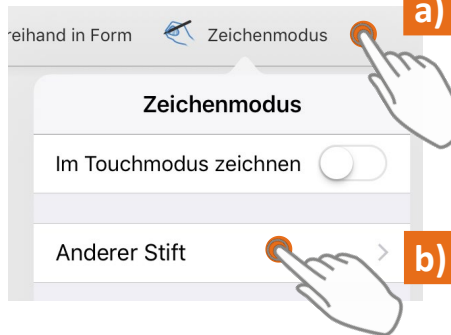 a)
reihand in Form Zeichenmodus
Zeichenmodus
Im Touchmodus zeichnen
Anderer Stift
b)